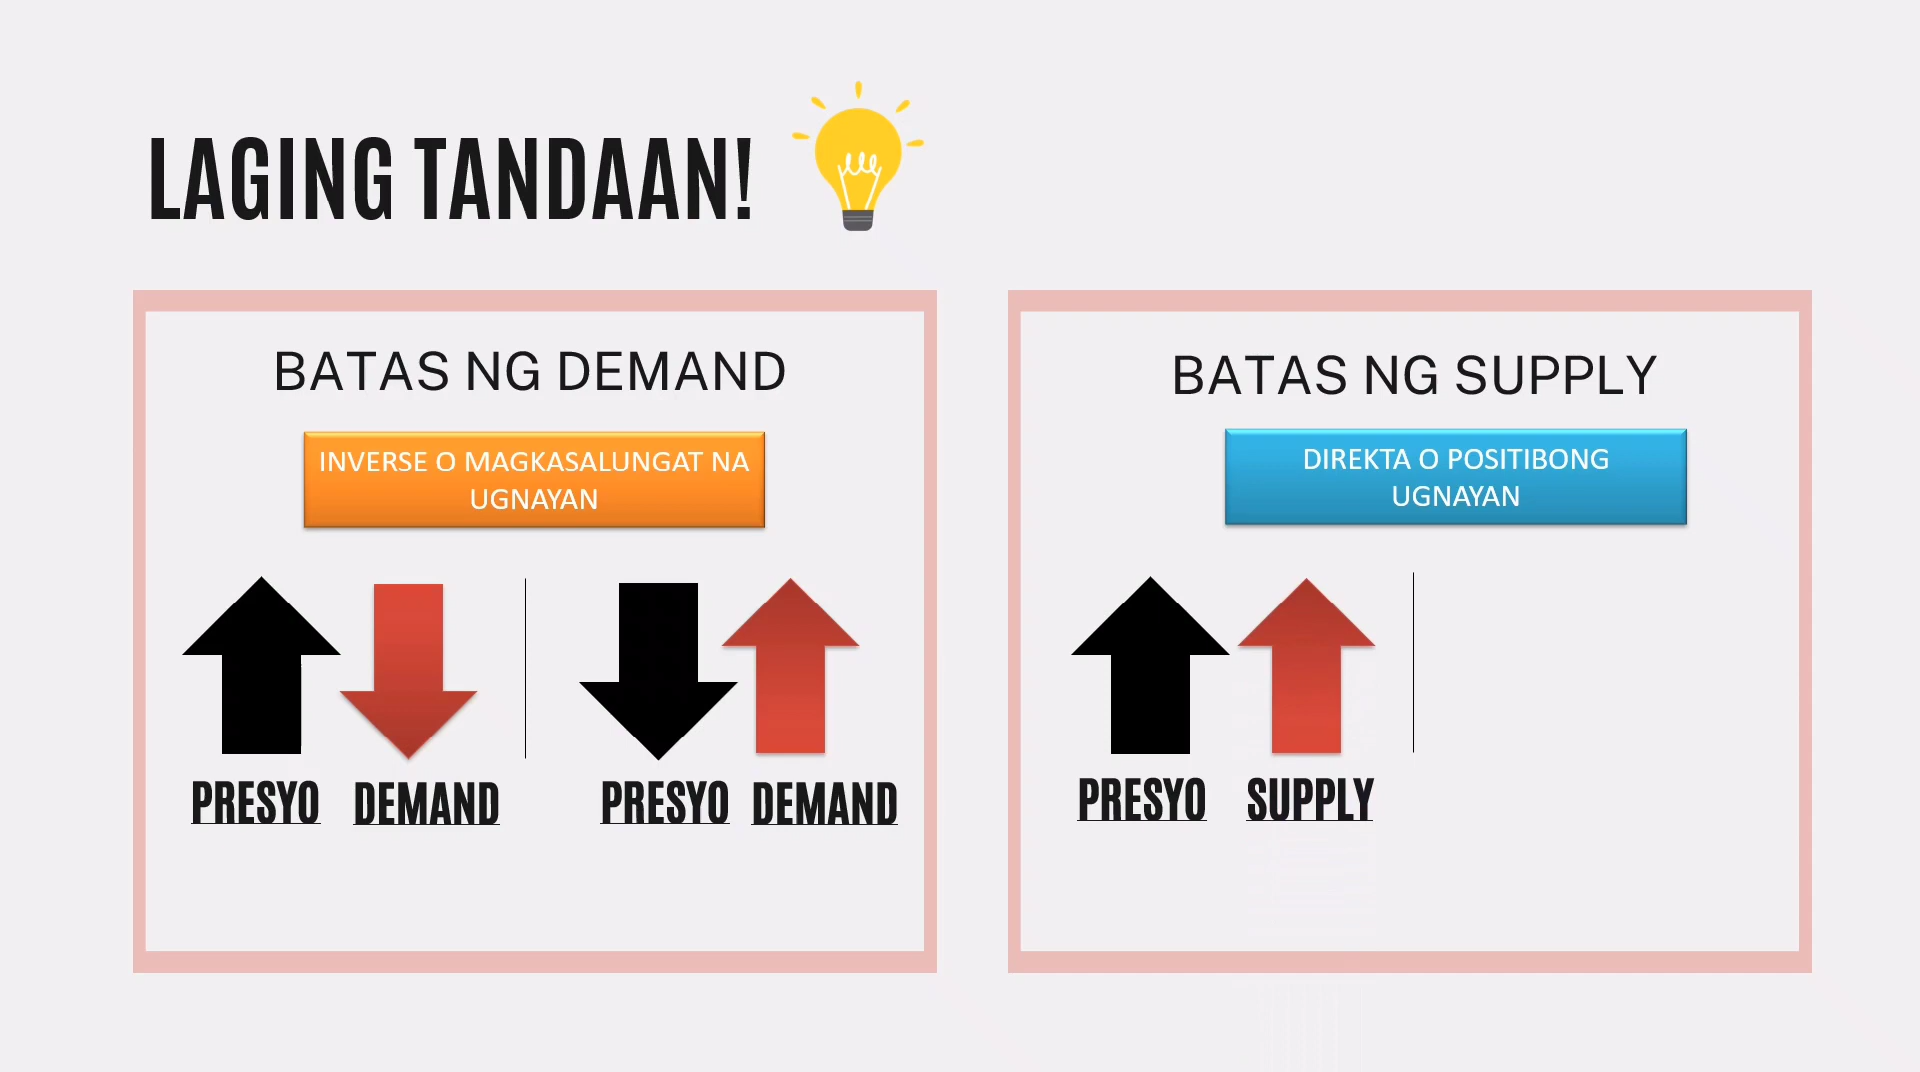 LAGING TANDAAN!
BATAS NG DEMAND
INVERSE O MAGKASALUNGAT NA
UGNAYAN
PRESYO DEMAND PRESYO DEMAND
BATAS NG SUPPLY
DIREKTA O POSITIBONG
UGNAYAN
PRESYO SUPPLY